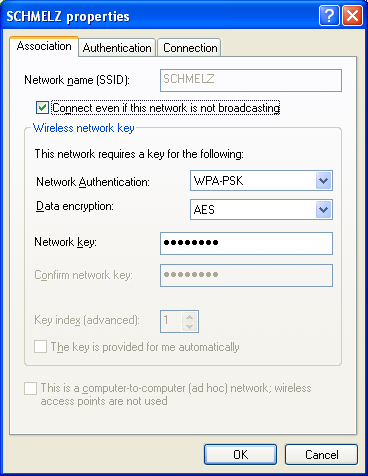 SCHMELZ properties
Association
Authentication
Connection
Network name (SSID):
SCHMELZ
Connect even if this network is not broadcasting
Wireless network key
This network requires a key for the following:
Network Authentication:
WPA-PSK
Data encryption:
AES
Network key:
●●●●●●●●
Confirm network key:
●●●●●●●●
Key index (advanced):
1
The key is provided for me automatically
This is a computer-to-computer (ad hoc) network; wireless
access points are not used
OK
Cancel